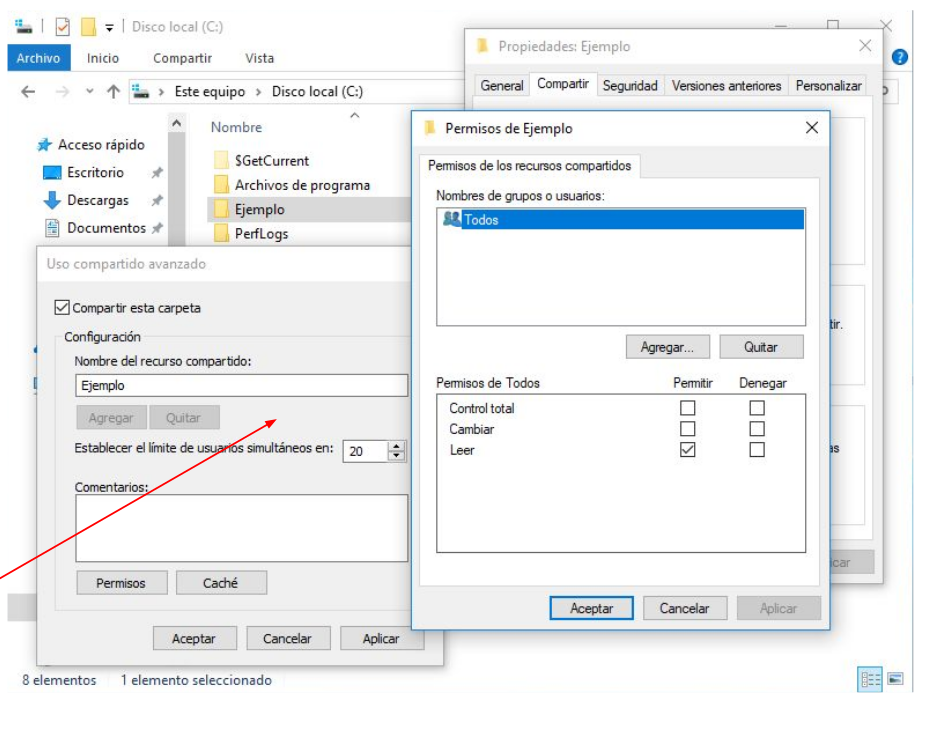 Disco local (C:)
Archivo Inicio Compartir Vista
Este equipo > Disco local (C:)
Acceso rápido
Escritorio
Descargas
Documentos
Nombre
$GetCurrent
Archivos de programa
Ejemplo
PerfLogs
Propiedades: Ejemplo
General Compartir Seguridad Versiones anteriores Personalizar
tir.
as
icar
Permisos de Ejemplo
Permisos de los recursos compartidos
Nombres de grupos o usuarios:
Todos
Agregar... Quitar
Permisos de Todos Permitir Denegar
Control total
Cambiar
Leer
Aceptar Cancelar Aplicar
Uso compartido avanzado
Compartir esta carpeta
Configuración
Nombre del recurso compartido:
Ejemplo
Agregar Quitar
Establecer el límite de usuarios simultáneos en: 20
Comentarios:
Permisos Caché
Aceptar Cancelar Aplicar
8 elementos 1 elemento seleccionado